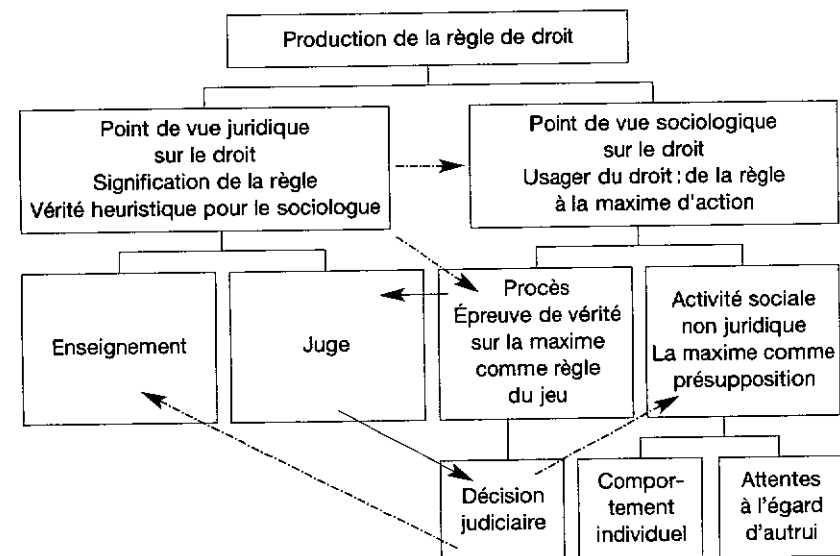 Production de la règle de droit
Point de vue juridique
sur le droit
Signification de la règle
Vérité heuristique pour le sociologue
Point de vue sociologique
sur le droit
Usager du droit : de la règle
à la maxime d'action
Enseignement
Juge
Procès
Épreuve de vérité
sur la maxime
comme règle
du jeu
Activité sociale
non juridique
La maxime comme
présupposition
Décision
judiciaire
Compor-
tement
individuel
Attentes
à l'égard
d'autrui